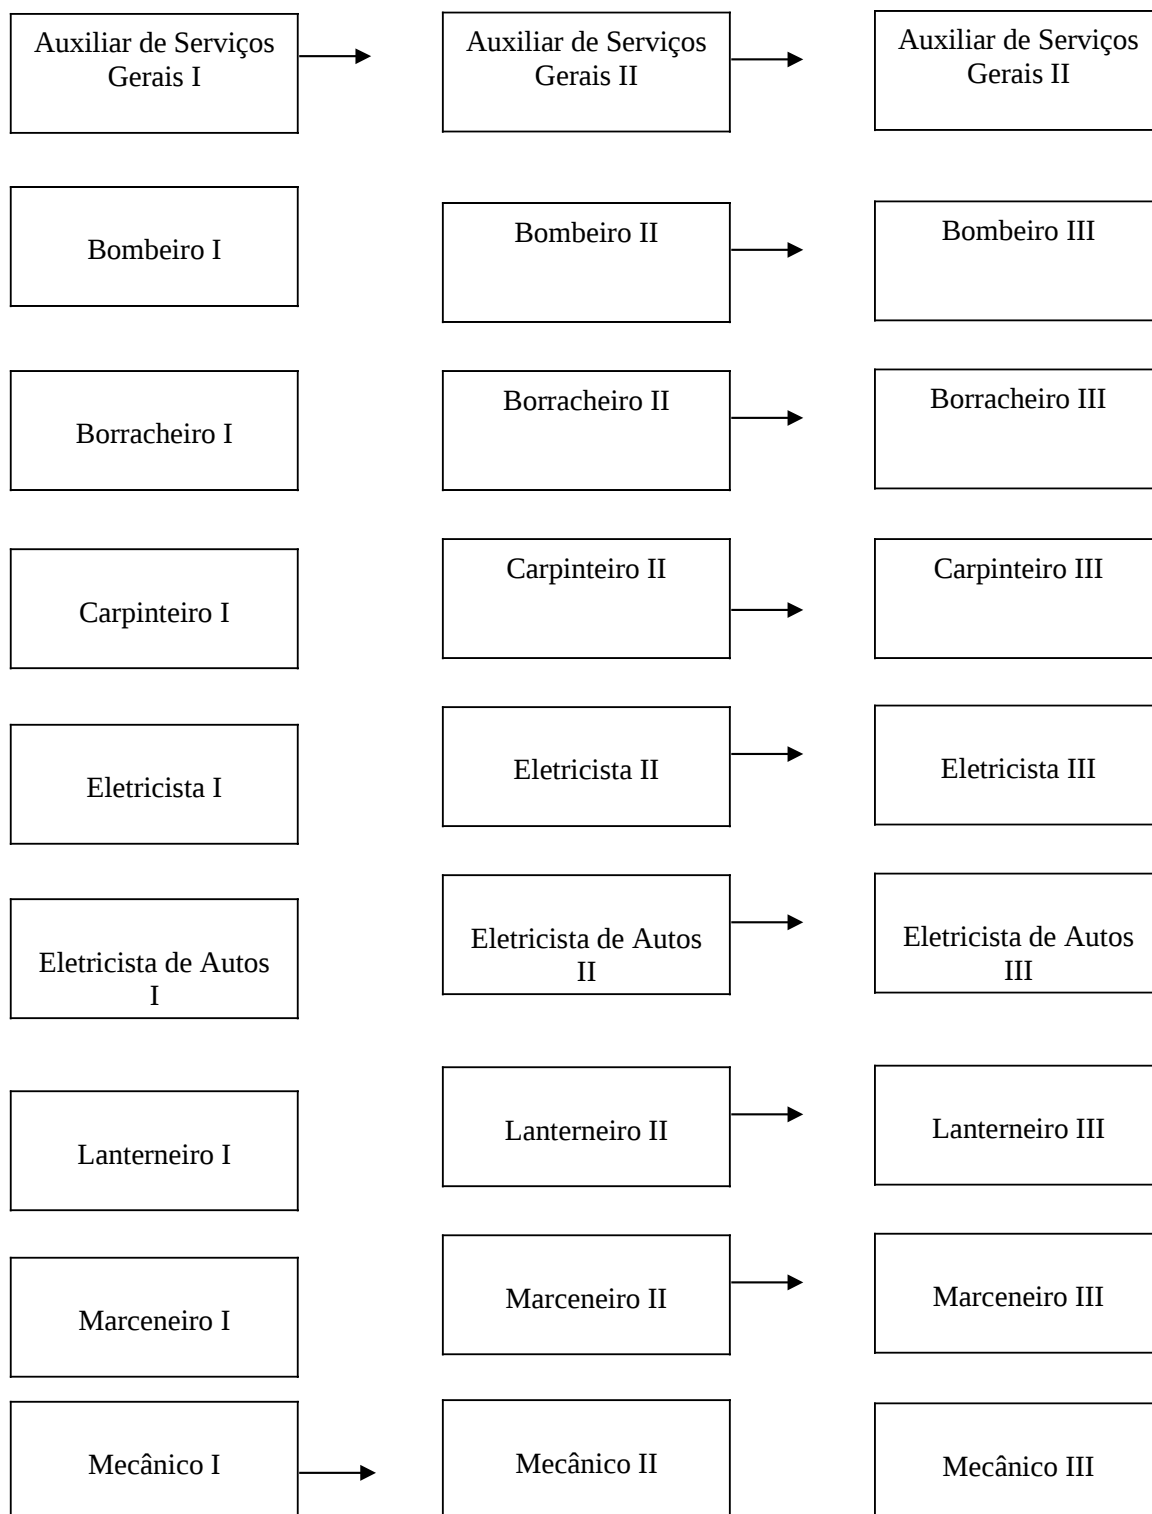 Auxiliar de Serviços
Gerais I
Auxiliar de Serviços
Gerais II
Auxiliar de Serviços
Gerais II
Bombeiro I
Bombeiro II
Bombeiro III
Borracheiro I
Borracheiro II
Borracheiro III
Carpinteiro I
Carpinteiro II
Carpinteiro III
Eletricista I
Eletricista II
Eletricista III
Eletricista de Autos
I
Eletricista de Autos
II
Eletricista de Autos
III
Lanterneiro I
Lanterneiro II
Lanterneiro III
Marceneiro I
Marceneiro II
Marceneiro III
Mecânico I
Mecânico II
Mecânico III